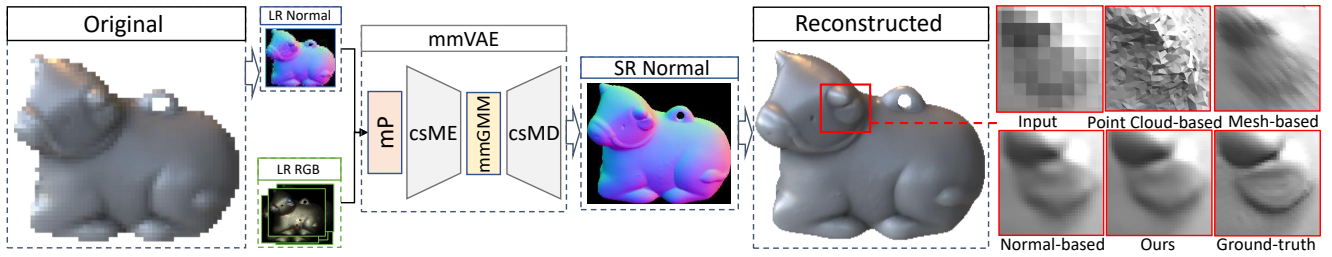 Original
LR Normal
LR RGB
mmVAE
mP
csME
mmGMM
csMD
SR Normal
Reconstructed
Input
Point Cloud-based
Mesh-based
Normal-based
Ours
Ground-truth